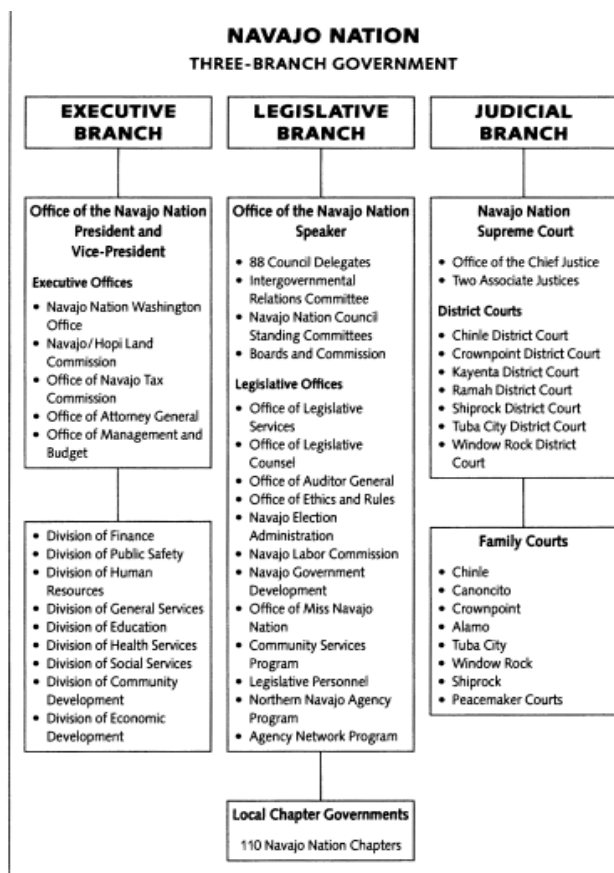 NAVAJO NATION
THREE-BRANCH GOVERNMENT
EXECUTIVE
BRANCH
Office of the Navajo Nation
President and
Vice-President
Executive Offices
• Navajo Nation Washington
Office
• Navajo/Hopi Land
Commission
• Office of Navajo Tax
Commission
• Office of Attorney General
• Office of Management and
Budget
• Division of Finance
• Division of Public Safety
• Division of Human
Resources
• Division of General Services
• Division of Education
• Division of Health Services
• Division of Social Services
• Division of Community
Development
• Division of Economic
Development
LEGISLATIVE
BRANCH
Office of the Navajo Nation
Speaker
• 88 Council Delegates
• Intergovernmental
Relations Committee
• Navajo Nation Council
Standing Committees
• Boards and Commission
Legislative Offices
• Office of Legislative
Services
• Office of Legislative
Counsel
• Office of Auditor General
• Office of Ethics and Rules
• Navajo Election
Administration
• Navajo Labor Commission
• Navajo Government
Development
• Office of Miss Navajo
Nation
• Community Services
Program
• Legislative Personnel
• Northern Navajo Agency
Program
• Agency Network Program
Local Chapter Governments
110 Navajo Nation Chapters
JUDICIAL
BRANCH
Navajo Nation
Supreme Court
• Office of the Chief Justice
• Two Associate Justices
District Courts
• Chinle District Court
• Crownpoint District Court
• Kayenta District Court
• Ramah District Court
• Shiprock District Court
• Tuba City District Court
• Window Rock District
Court
Family Courts
• Chinle
• Canoncito
• Crownpoint
• Alamo
• Tuba City
• Window Rock
• Shiprock
• Peacemaker Courts